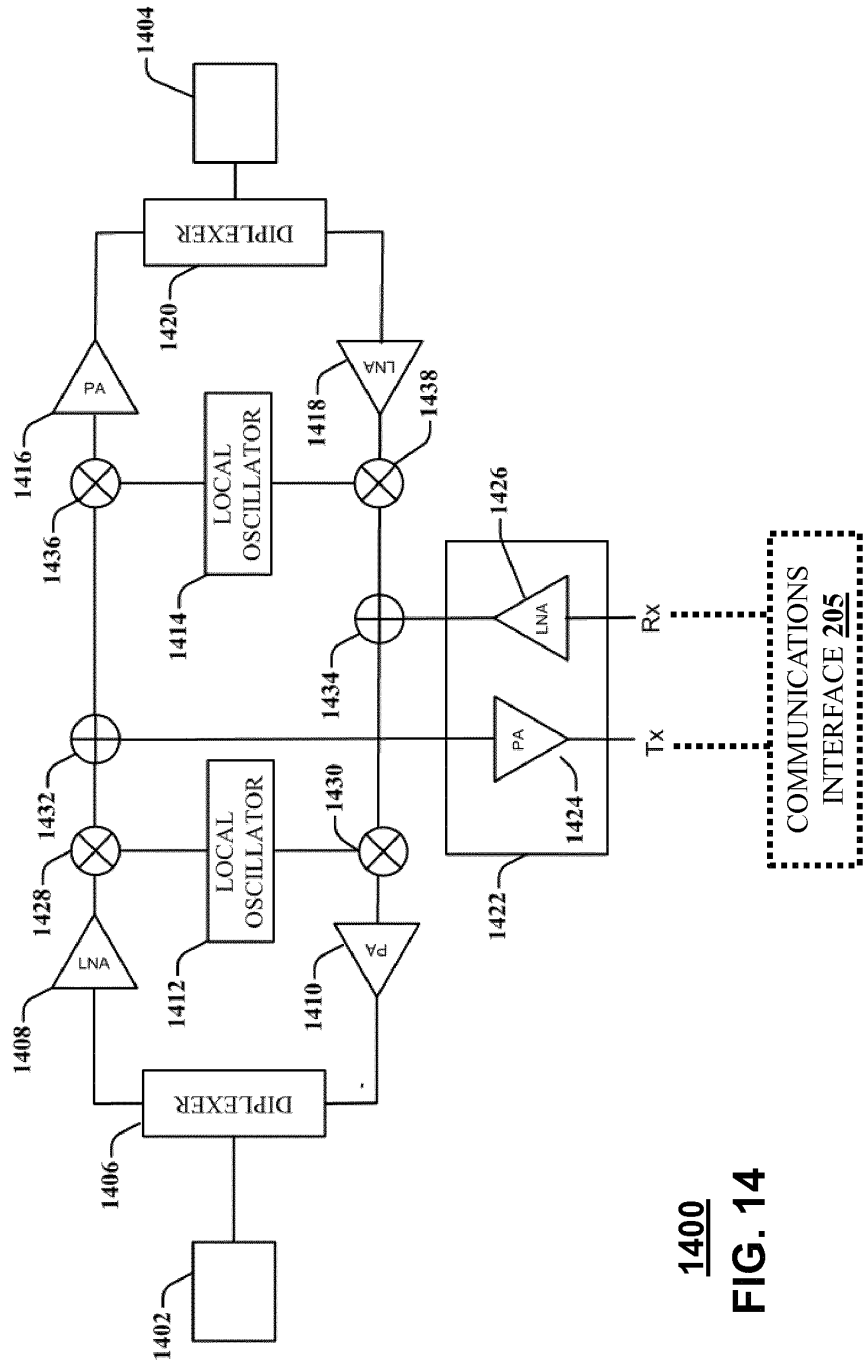 1402
1406
DIPLEXER
1408
LNA
1428
1432
1436
1416
PA
1420
DIPLEXER
1404
1412
LOCAL
OSCILLATOR
1414
LOCAL
OSCILLATOR
1410
PA
1430
1434
1438
1418
LNA
1422
1424
PA
1426
LNA
Tx
Rx
COMMUNICATIONS
INTERFACE 205
1400
FIG. 14